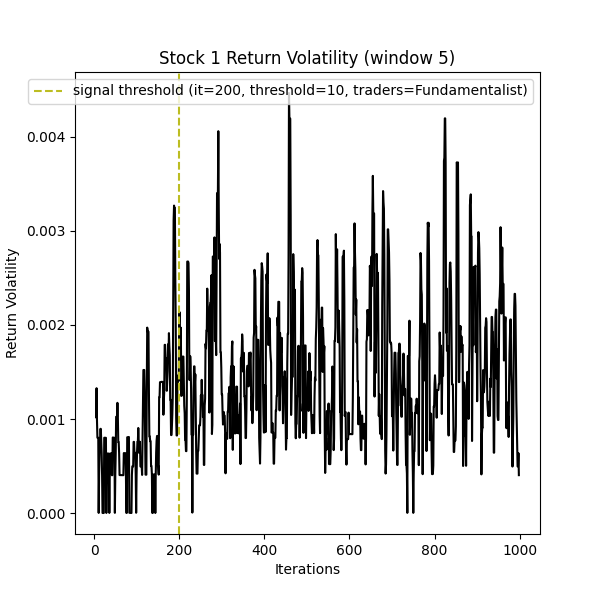 Stock 1 Return Volatility (window 5)
signal threshold (it=200, threshold=10, traders=Fundamentalist)
0.004
0.003
0.002
0.001
0.000
Return Volatility
0 200 400 600 800 1000
Iterations